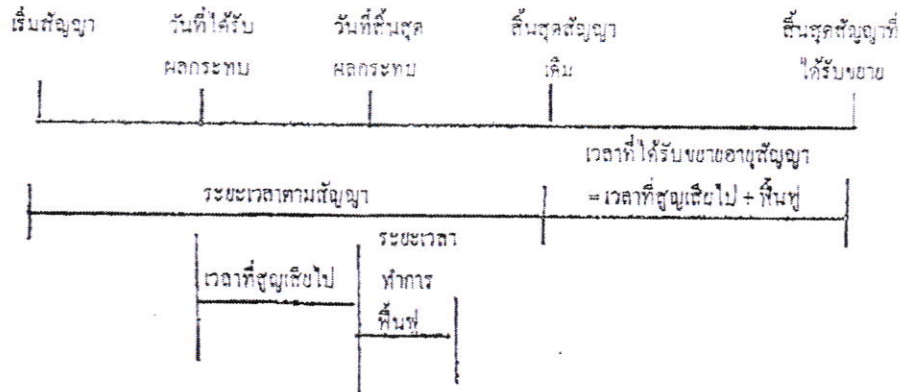 เริ่มสัญญา วันที่ได้รับ วันที่สิ้นสุด สิ้นสุดสัญญา สิ้นสุดสัญญาที่
ผลกระทบ ผลกระทบ เดิม ได้รับขยาย
เวลาที่ได้รับขยายอายุสัญญา
ระยะเวลาตามสัญญา = เวลาที่สูญเสียไป + ฟื้นฟู
ระยะเวลา
เวลาที่สูญเสียไป ทำการ
ฟื้นฟู